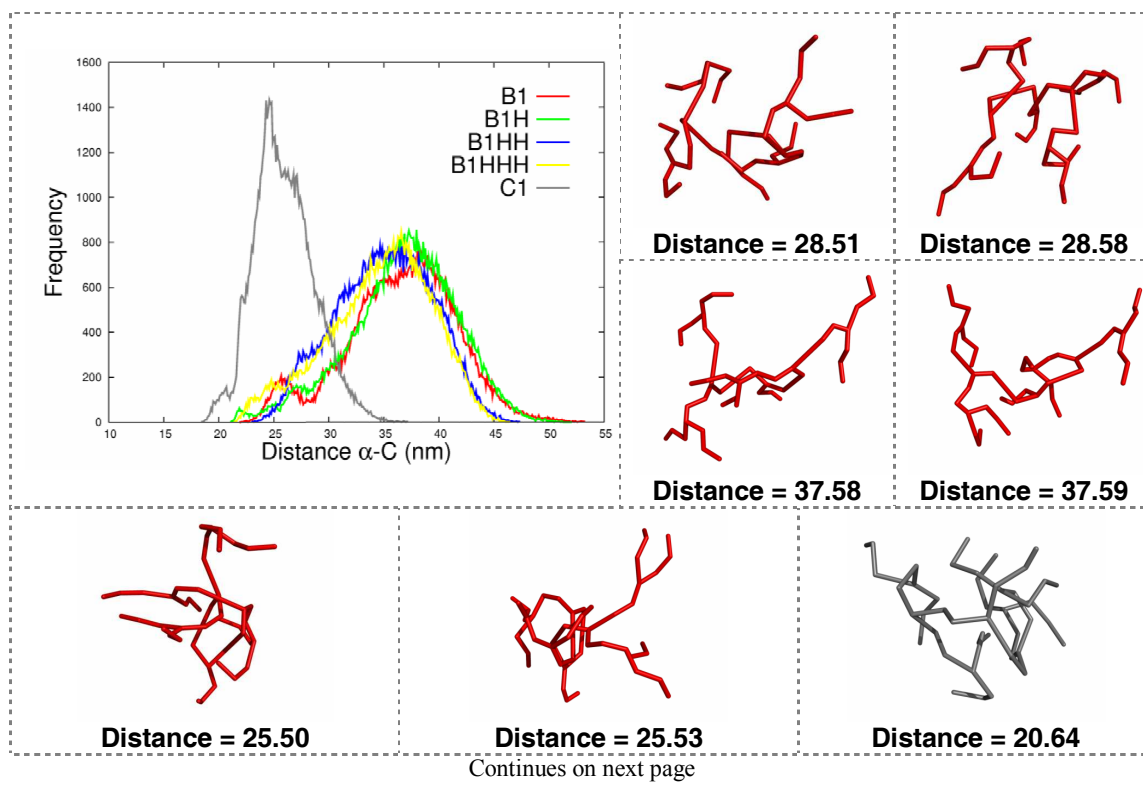 1600
1400
1200
1000
800
600
400
200
0
Frequency
B1
B1H
B1HH
B1HHH
C1
10 15 20 25 30 35 40 45 50 55
Distance α-C (nm)
Distance = 28.51
Distance = 28.58
Distance = 37.58
Distance = 37.59
Distance = 25.50
Distance = 25.53
Distance = 20.64
Continues on next page